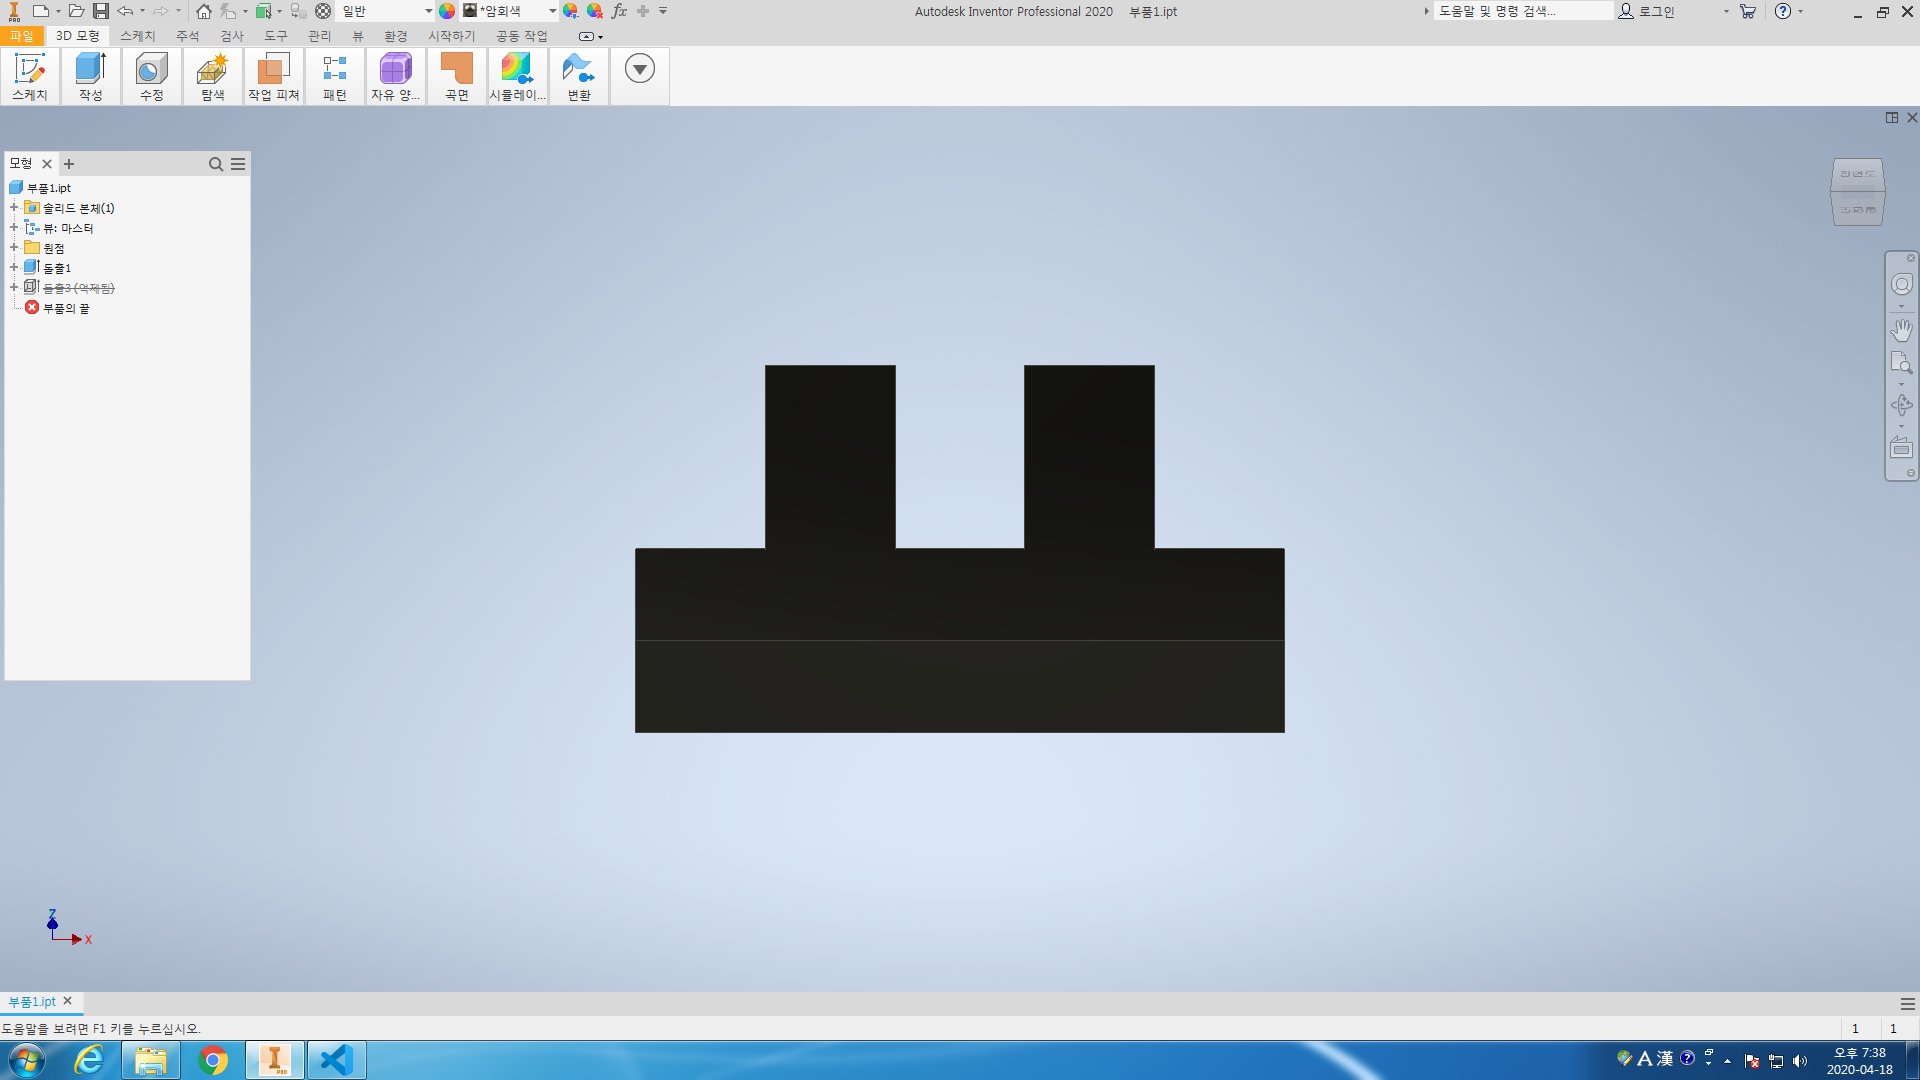 일반
*암회색
Autodesk Inventor Professional 2020 부품1.ipt
도움말 및 명령 검색...
로그인
파일 3D 모형 스케치 주석 검사 도구 관리 뷰 환경 시작하기 공동 작업
스케치 작성 수정 탐색 작업 피쳐 패턴 자유 양... 곡면 시뮬레이... 변환
모형
부품1.ipt
솔리드 본체(1)
뷰: 마스터
원점
돌출1
돌출3 (억제됨)
부품의 끝
Z
X
부품1.ipt
도움말을 보려면 F1 키를 누르십시오.
1 1
A 漢
오후 7:38
2020-04-18